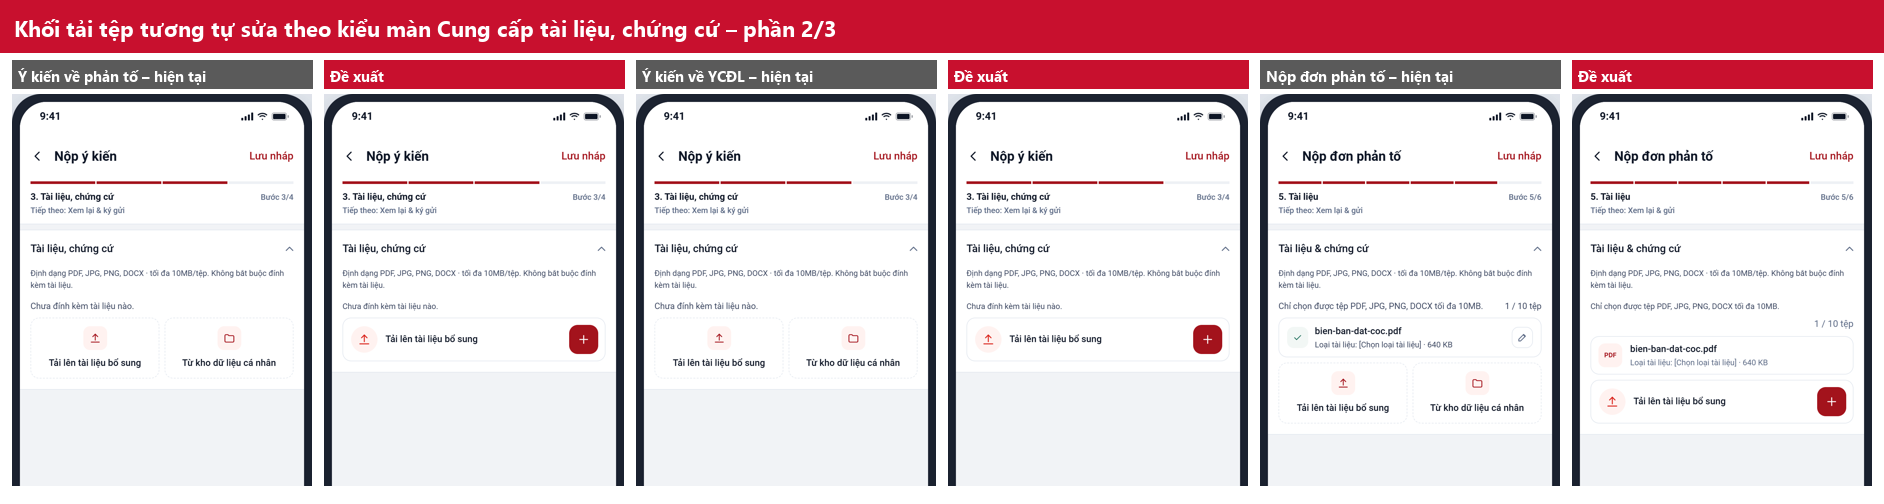 Khối tải tệp tương tự sửa theo kiểu màn Cung cấp tài liệu, chứng cứ – phần 2/3
Ý kiến về phản tố – hiện tại
9:41
Nộp ý kiến
Lưu nháp
3. Tài liệu, chứng cứ
Bước 3/4
Tiếp theo: Xem lại & ký gửi
Tài liệu, chứng cứ
Định dạng PDF, JPG, PNG, DOCX · tối đa 10MB/tệp. Không bắt buộc đính
kèm tài liệu.
Chưa đính kèm tài liệu nào.
Tải lên tài liệu bổ sung
Từ kho dữ liệu cá nhân
Đề xuất
9:41
Nộp ý kiến
Lưu nháp
3. Tài liệu, chứng cứ
Bước 3/4
Tiếp theo: Xem lại & ký gửi
Tài liệu, chứng cứ
Định dạng PDF, JPG, PNG, DOCX · tối đa 10MB/tệp. Không bắt buộc đính
kèm tài liệu.
Chưa đính kèm tài liệu nào.
Tải lên tài liệu bổ sung
Ý kiến về YCĐL – hiện tại
9:41
Nộp ý kiến
Lưu nháp
3. Tài liệu, chứng cứ
Bước 3/4
Tiếp theo: Xem lại & ký gửi
Tài liệu, chứng cứ
Định dạng PDF, JPG, PNG, DOCX · tối đa 10MB/tệp. Không bắt buộc đính
kèm tài liệu.
Chưa đính kèm tài liệu nào.
Tải lên tài liệu bổ sung
Từ kho dữ liệu cá nhân
Đề xuất
9:41
Nộp ý kiến
Lưu nháp
3. Tài liệu, chứng cứ
Bước 3/4
Tiếp theo: Xem lại & ký gửi
Tài liệu, chứng cứ
Định dạng PDF, JPG, PNG, DOCX · tối đa 10MB/tệp. Không bắt buộc đính
kèm tài liệu.
Chưa đính kèm tài liệu nào.
Tải lên tài liệu bổ sung
Nộp đơn phản tố – hiện tại
9:41
Nộp đơn phản tố
Lưu nháp
5. Tài liệu
Bước 5/6
Tiếp theo: Xem lại & gửi
Tài liệu & chứng cứ
Định dạng PDF, JPG, PNG, DOCX · tối đa 10MB/tệp. Không bắt buộc đính
kèm tài liệu.
Chỉ chọn được tệp PDF, JPG, PNG, DOCX tối đa 10MB.
1 / 10 tệp
bien-ban-dat-coc.pdf
Loại tài liệu: [Chọn loại tài liệu] · 640 KB
Tải lên tài liệu bổ sung
Từ kho dữ liệu cá nhân
Đề xuất
9:41
Nộp đơn phản tố
Lưu nháp
5. Tài liệu
Bước 5/6
Tiếp theo: Xem lại & gửi
Tài liệu & chứng cứ
Định dạng PDF, JPG, PNG, DOCX · tối đa 10MB/tệp. Không bắt buộc đính
kèm tài liệu.
Chỉ chọn được tệp PDF, JPG, PNG, DOCX tối đa 10MB.
1 / 10 tệp
PDF
bien-ban-dat-coc.pdf
Loại tài liệu: [Chọn loại tài liệu] · 640 KB
Tải lên tài liệu bổ sung